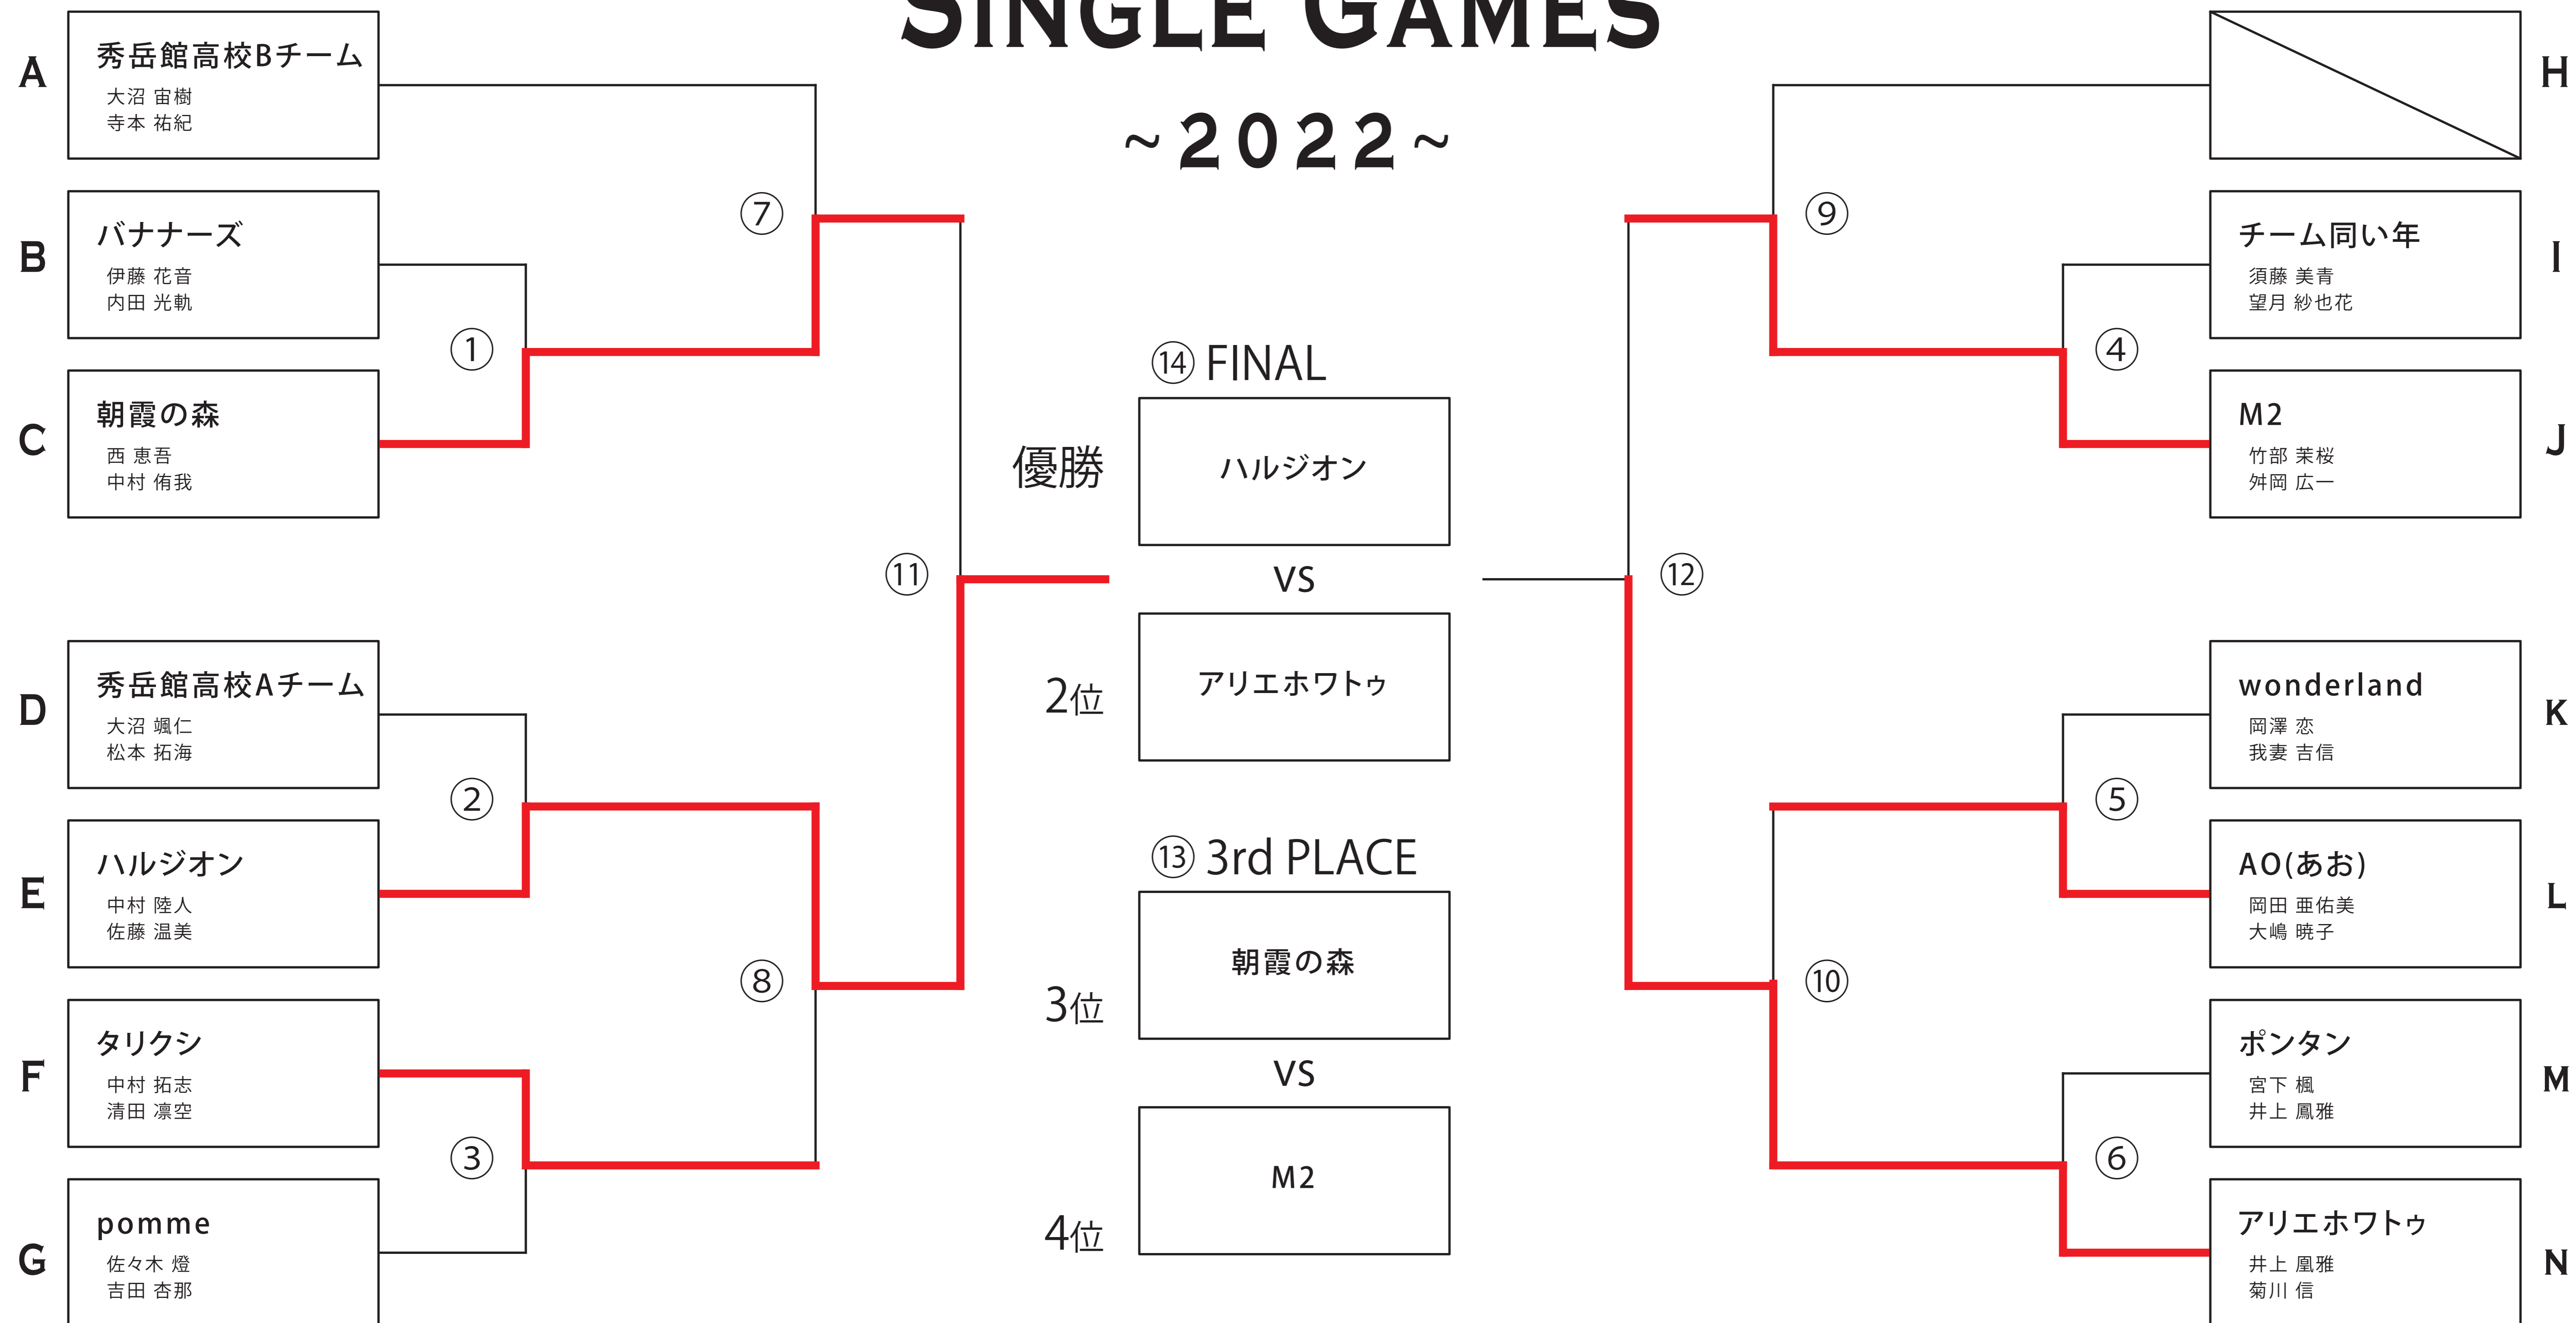 SINGLE GAMES
~2022~
A
秀岳館高校Bチーム
大沼 宙樹
寺本 祐紀
B
バナナーズ
伊藤 花音
内田 光軌
C
朝霞の森
西 恵吾
中村 侑我
D
秀岳館高校Aチーム
大沼 颯仁
松本 拓海
E
ハルジオン
中村 陸人
佐藤 温美
F
タリクシ
中村 拓志
清田 凛空
G
pomme
佐々木 燈
吉田 杏那
①
②
③
⑦
⑧
⑪
⑭ FINAL
優勝
ハルジオン
VS
2位
アリエホワトゥ
⑬ 3rd PLACE
3位
朝霞の森
VS
4位
M2
⑫
⑨
⑩
④
⑤
⑥
H
I
チーム同い年
須藤 美青
望月 紗也花
J
M2
竹部 茉桜
舛岡 広一
K
wonderland
岡澤 恋
我妻 吉信
L
AO(あお)
岡田 亜佑美
大嶋 暁子
M
ポンタン
宮下 楓
井上 鳳雅
N
アリエホワトゥ
井上 凰雅
菊川 信